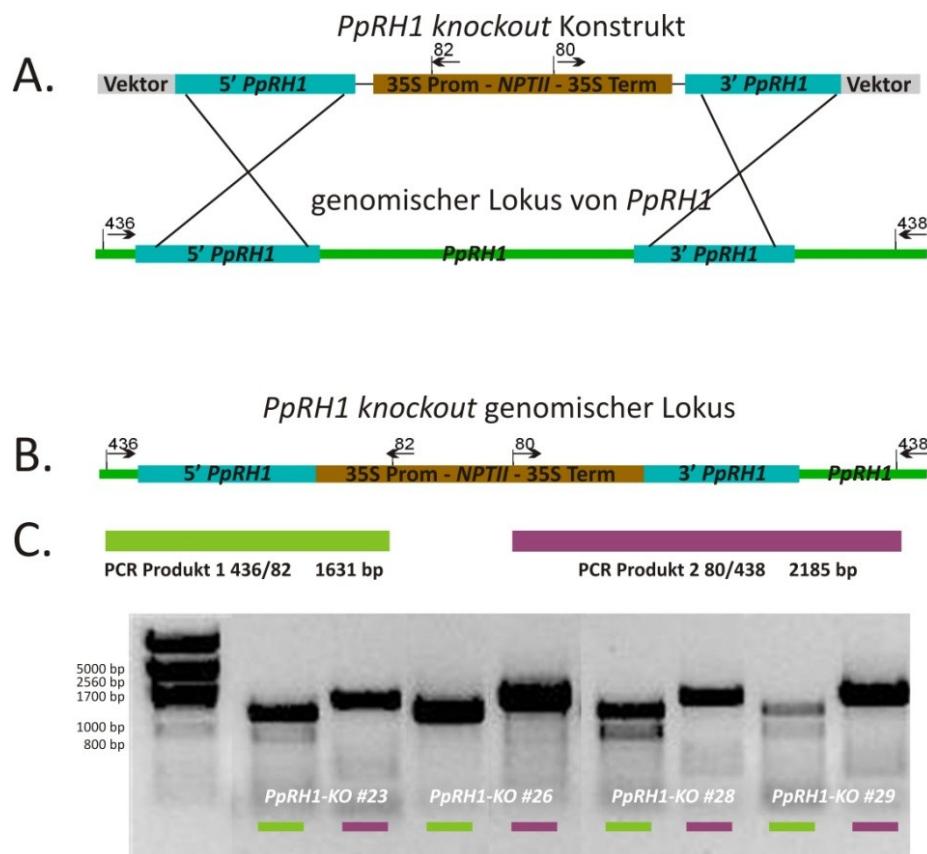 PpRH1 knockout Konstrukt
A.
82
80
Vektor
5' PpRH1
35S Prom - NPTII - 35S Term
3' PpRH1
Vektor
genomischer Lokus von PpRH1
436
438
5' PpRH1
PpRH1
3' PpRH1
PpRH1 knockout genomischer Lokus
B.
436
82
80
438
5' PpRH1
35S Prom - NPTII - 35S Term
3' PpRH1
PpRH1
C.
PCR Produkt 1 436/82 1631 bp
PCR Produkt 2 80/438 2185 bp
5000 bp
2560 bp
1700 bp
1000 bp
800 bp
PpRH1-KO #23
PpRH1-KO #26
PpRH1-KO #28
PpRH1-KO #29